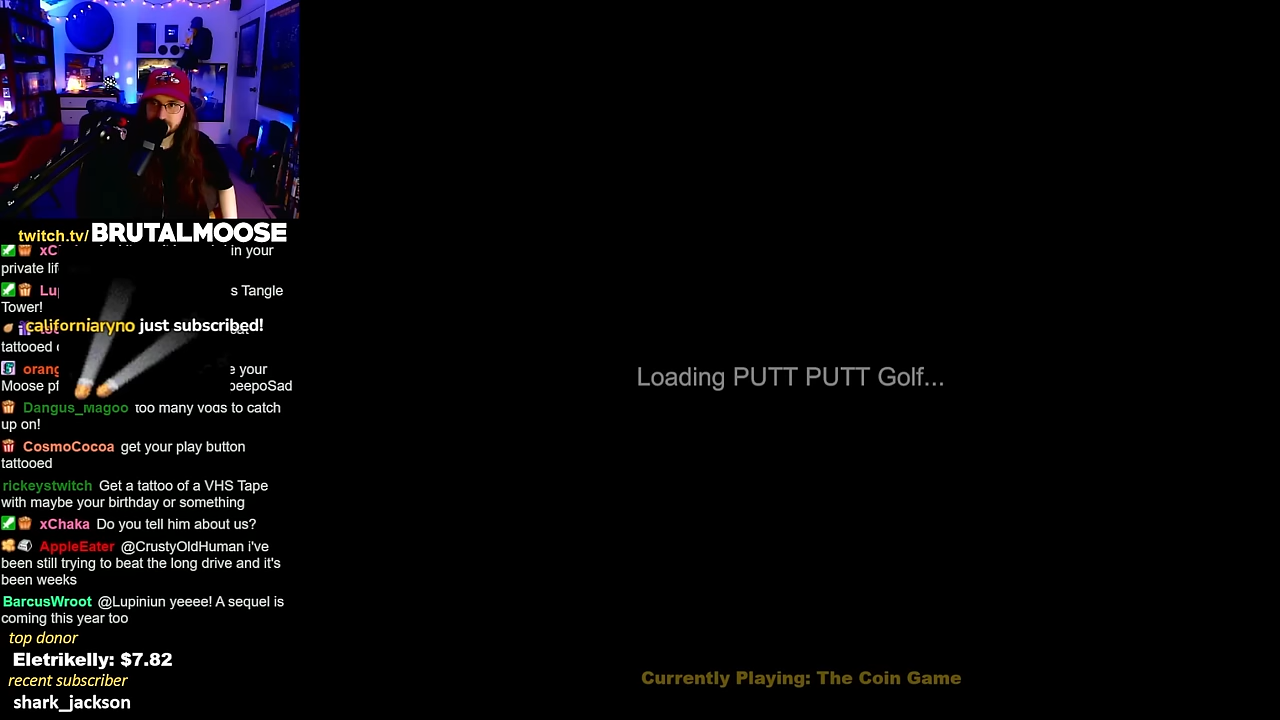 twitch.tv/BRUTALMOOSE
xC in your
private lif
Lu s Tangle
Tower!
californiaryno just subscribed!
tattooed
orang e your
Moose pf peepoSad
Dangus_Magoo too many vods to catch
up on!
CosmoCocoa get your play button
tattooed
rickeystwitch Get a tattoo of a VHS Tape
with maybe your birthday or something
xChaka Do you tell him about us?
AppleEater @CrustyOldHuman i've
been still trying to beat the long drive and it's
been weeks
BarcusWroot @Lupiniun yeeee! A sequel is
coming this year too
top donor
Eletrikelly: $7.82
recent subscriber
shark_jackson
Loading PUTT PUTT Golf...
Currently Playing: The Coin Game